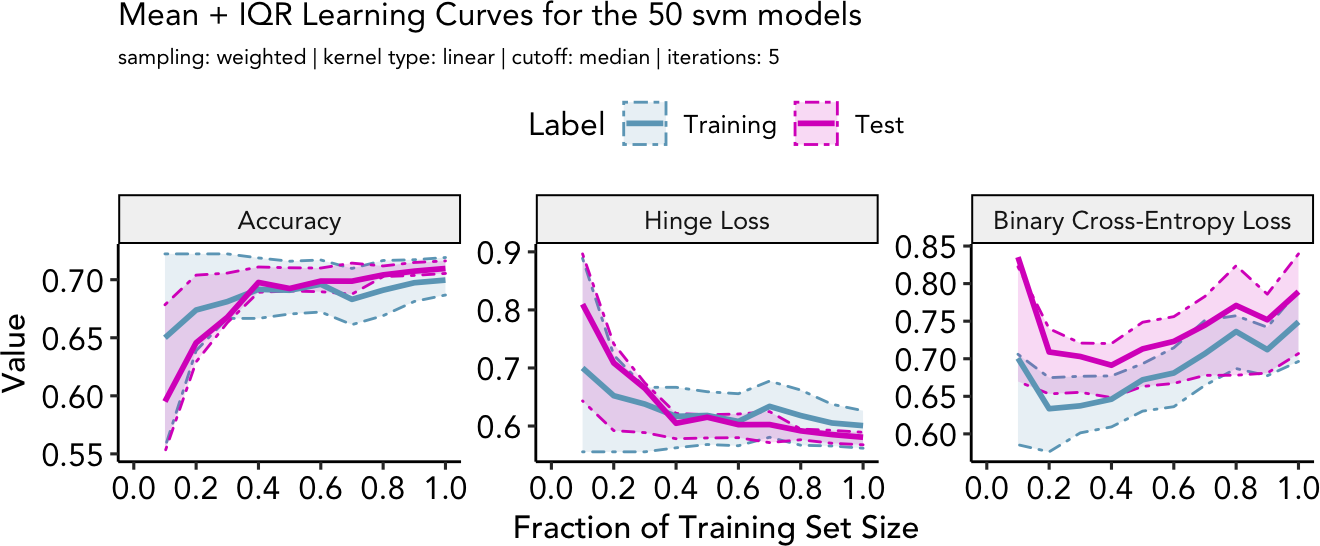 Mean + IQR Learning Curves for the 50 svm models
sampling: weighted | kernel type: linear | cutoff: median | iterations: 5
Label Training Test
Accuracy Hinge Loss Binary Cross-Entropy Loss
Value
0.70
0.65
0.60
0.55
0.0 0.2 0.4 0.6 0.8 1.0
0.9
0.8
0.7
0.6
0.0 0.2 0.4 0.6 0.8 1.0
0.85
0.80
0.75
0.70
0.65
0.60
0.0 0.2 0.4 0.6 0.8 1.0
Fraction of Training Set Size